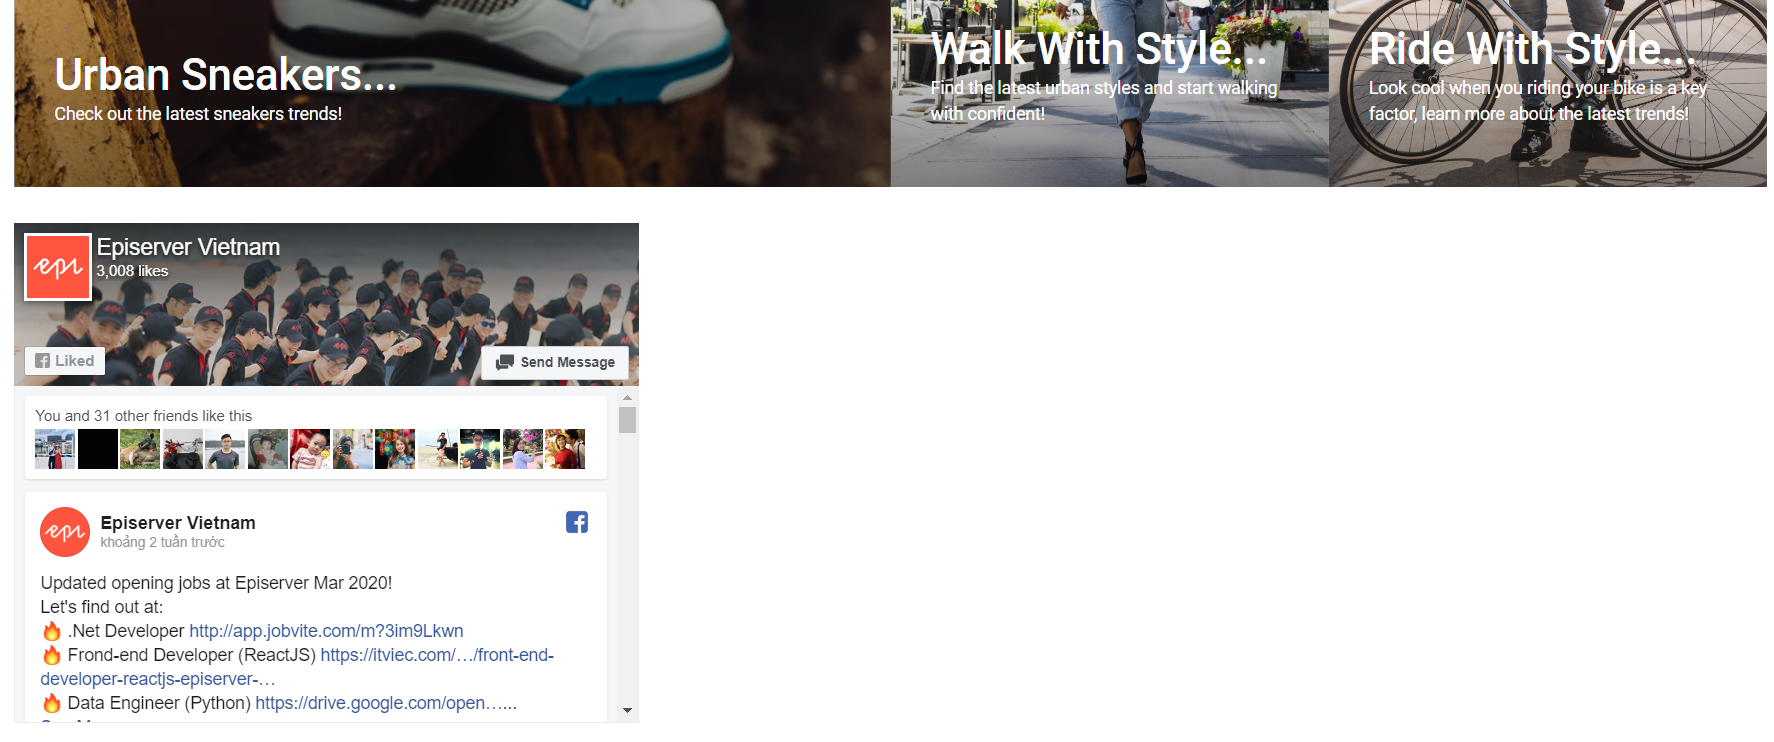 Urban Sneakers...
Check out the latest sneakers trends!
Walk With Style...
Find the latest urban styles and start walking
with confident!
Ride With Style...
Look cool when you riding your bike is a key
factor, learn more about the latest trends!
epi
Episerver Vietnam
3,008 likes
Liked
Send Message
You and 31 other friends like this
epi
Episerver Vietnam
khoảng 2 tuần trước
Updated opening jobs at Episerver Mar 2020!
Let's find out at:
🔥 .Net Developer http://app.jobvite.com/m?3im9Lkwn
🔥 Frond-end Developer (ReactJS) https://itviec.com/…/front-end-
developer-reactjs-episerver-…
🔥 Data Engineer (Python) https://drive.google.com/open…...